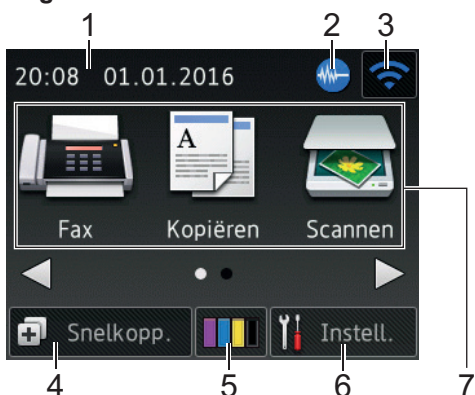 1 2 3
20:08 01.01.2016
A
Fax Kopiëren Scannen
Snelkopp. Instell.
4 5 6 7